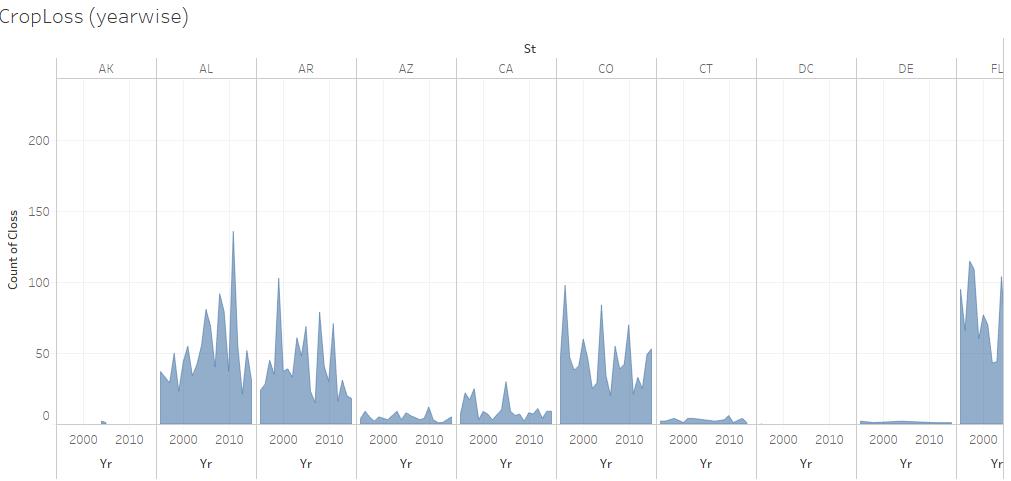 CropLoss (yearwise)
St
AK AL AR AZ CA CO CT DC DE FL
200
150
100
50
0
Count of Closs
2000 2010 2000 2010 2000 2010 2000 2010 2000 2010 2000 2010 2000 2010 2000 2010 2000 2010 2000
Yr Yr Yr Yr Yr Yr Yr Yr Yr Yr